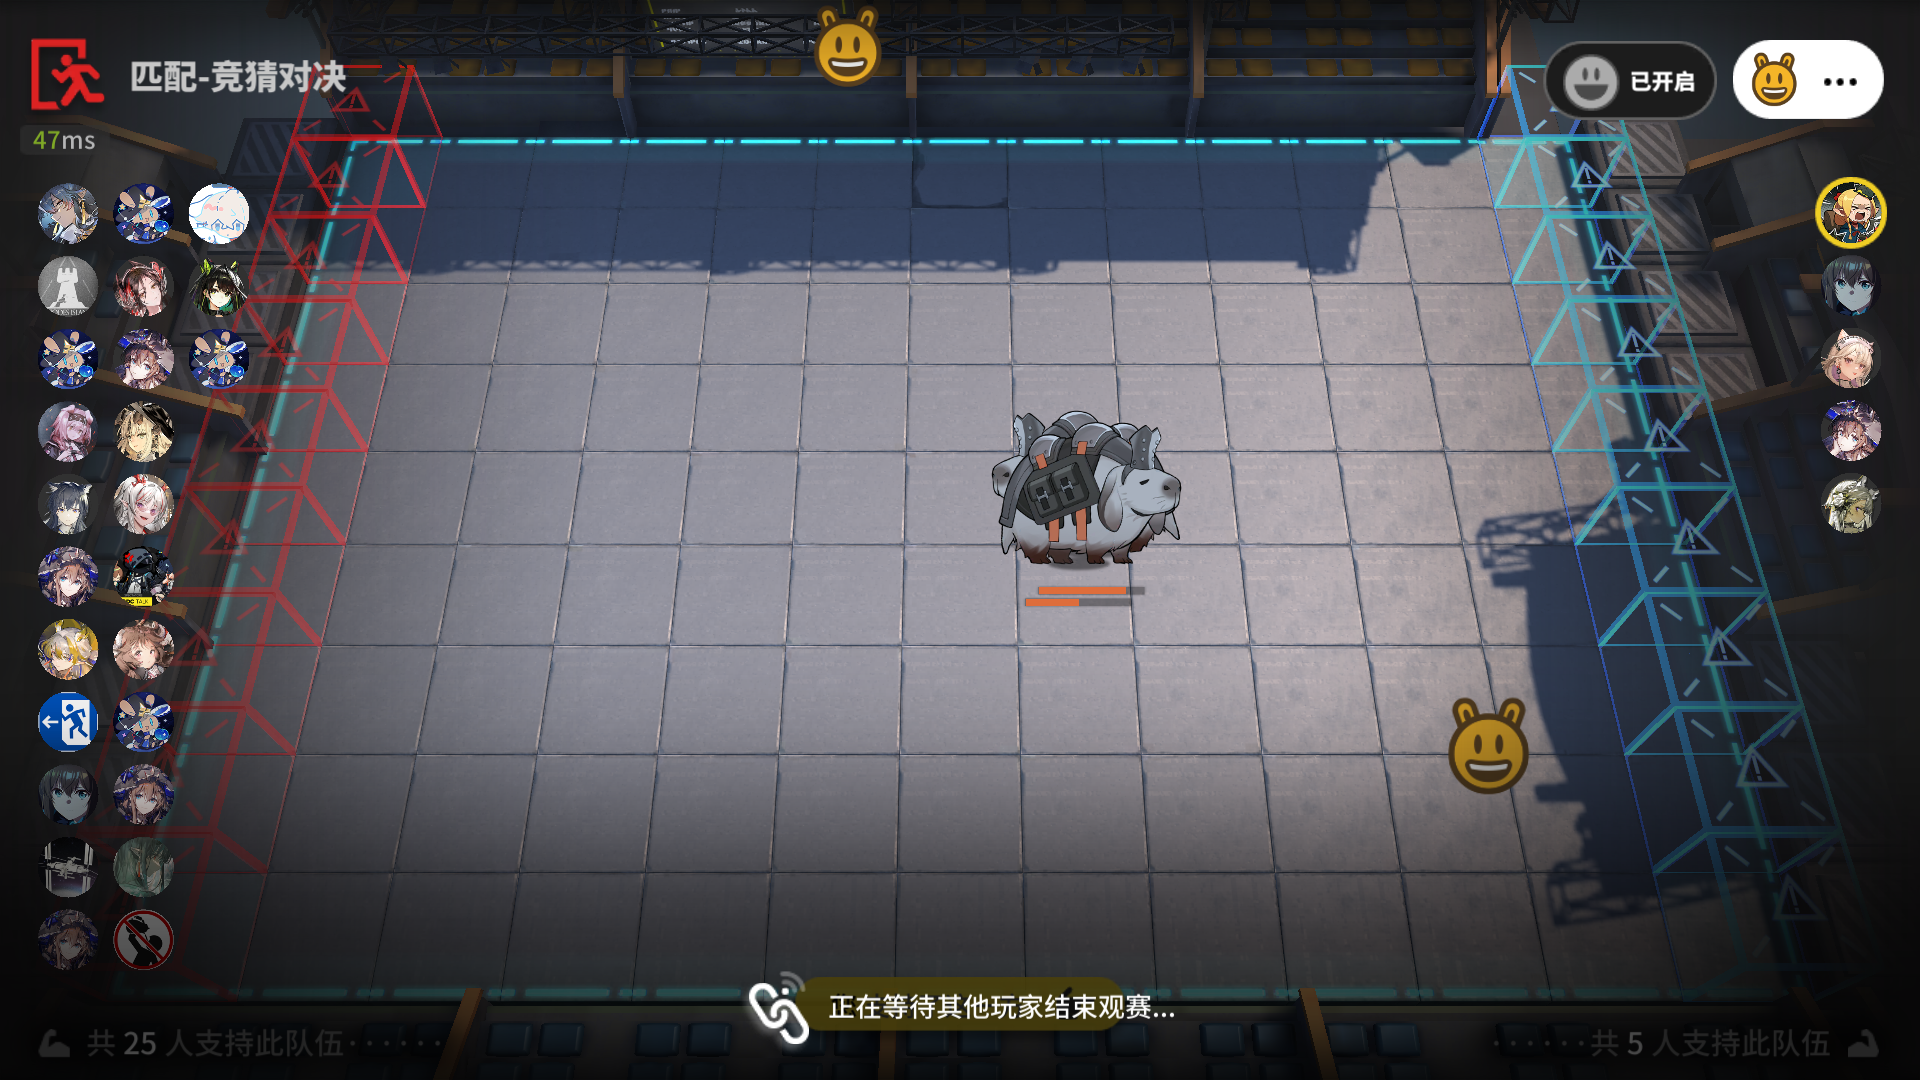 匹配-竞猜对决
已开启
47ms
正在等待其他玩家结束观赛...
共 25 人支持此队伍
共 5 人支持此队伍